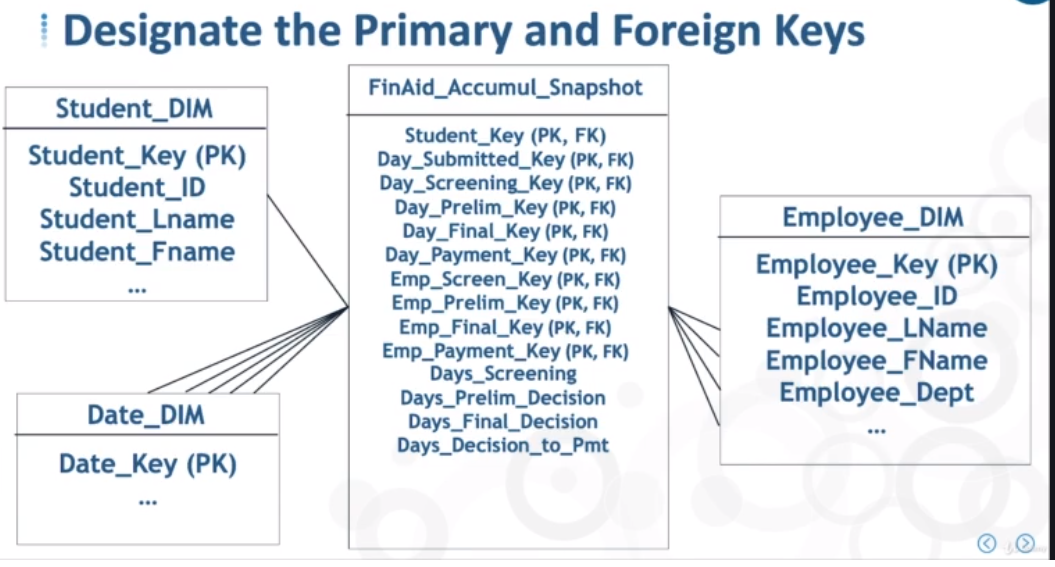 Designate the Primary and Foreign Keys
Student_DIM
Student_Key (PK)
Student_ID
Student_Lname
Student_Fname
...
Date_DIM
Date_Key (PK)
...
FinAid_Accumul_Snapshot
Student_Key (PK, FK)
Day_Submitted_Key (PK, FK)
Day_Screening_Key (PK, FK)
Day_Prelim_Key (PK, FK)
Day_Final_Key (PK, FK)
Day_Payment_Key (PK, FK)
Emp_Screen_Key (PK, FK)
Emp_Prelim_Key (PK, FK)
Emp_Final_Key (PK, FK)
Emp_Payment_Key (PK, FK)
Days_Screening
Days_Prelim_Decision
Days_Final_Decision
Days_Decision_to_Pmt
Employee_DIM
Employee_Key (PK)
Employee_ID
Employee_LName
Employee_FName
Employee_Dept
...